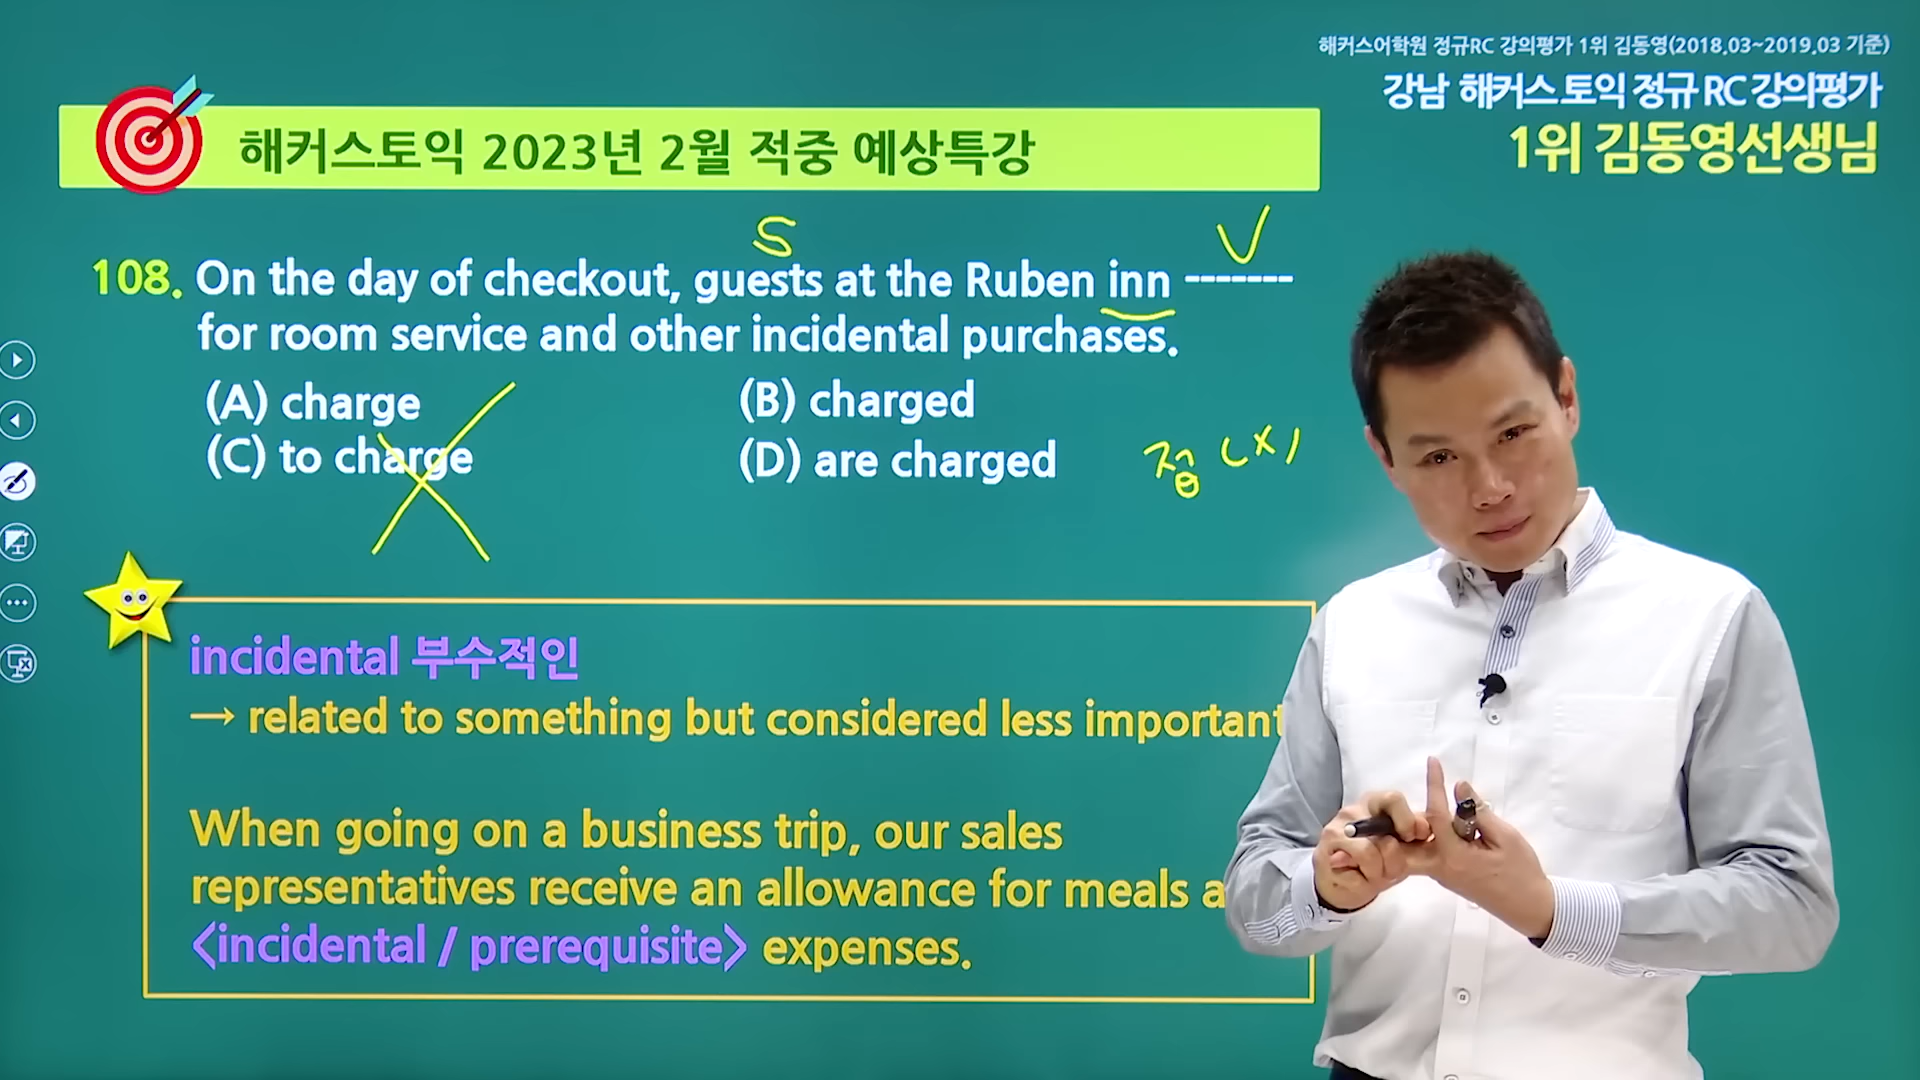 해커스어학원 정규RC 강의평가 1위 김동영(2018.03~2019.03 기준)
강남 해커스 토익 정규 RC 강의평가
1위 김동영선생님
해커스토익 2023년 2월 적중 예상특강
S V
108. On the day of checkout, guests at the Ruben inn -------
for room service and other incidental purchases.
(A) charge (B) charged
(C) to charge (D) are charged
(X)
incidental 부수적인
→ related to something but considered less important
When going on a business trip, our sales
representatives receive an allowance for meals a
<incidental / prerequisite> expenses.